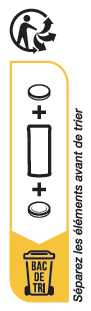 +
+
BAC
DE TRI
Séparez les éléments avant de trier